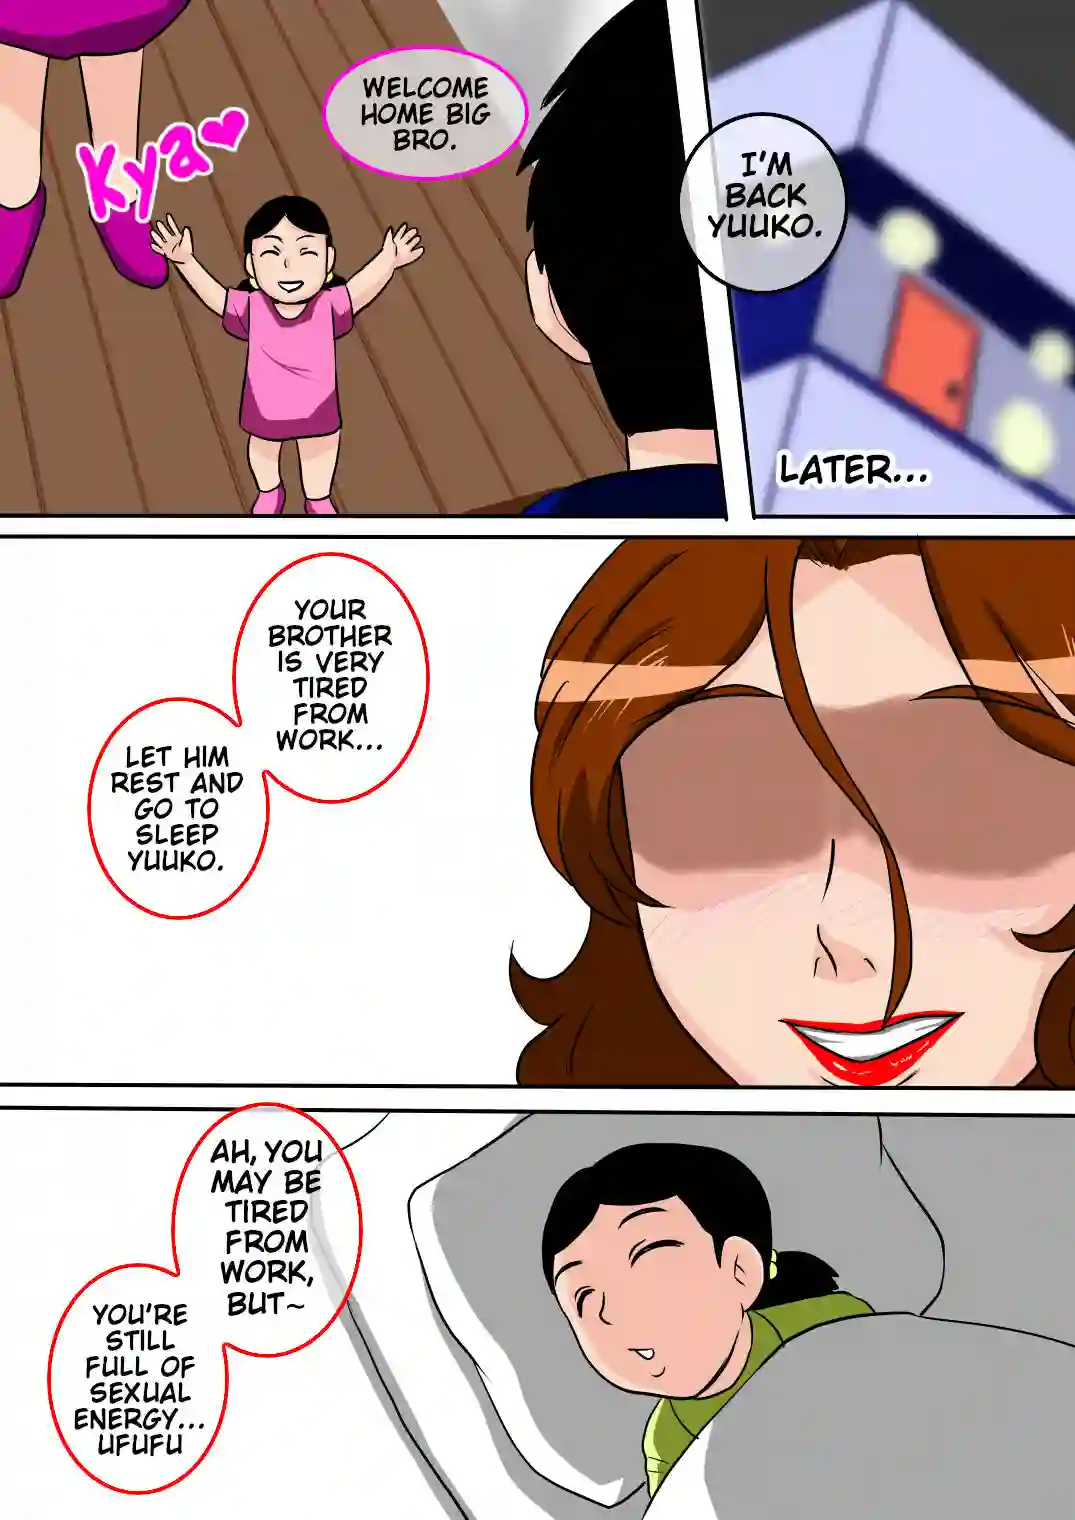 I'M
BACK
YUUKO.
LATER...
WELCOME
HOME BIG
BRO.
Kya♥
YOUR
BROTHER
IS VERY
TIRED
FROM
WORK...
LET HIM
REST AND
GO TO
SLEEP
YUUKO.
AH, YOU
MAY BE
TIRED
FROM
WORK,
BUT~
YOU'RE
STILL
FULL OF
SEXUAL
ENERGY...
UFUFU